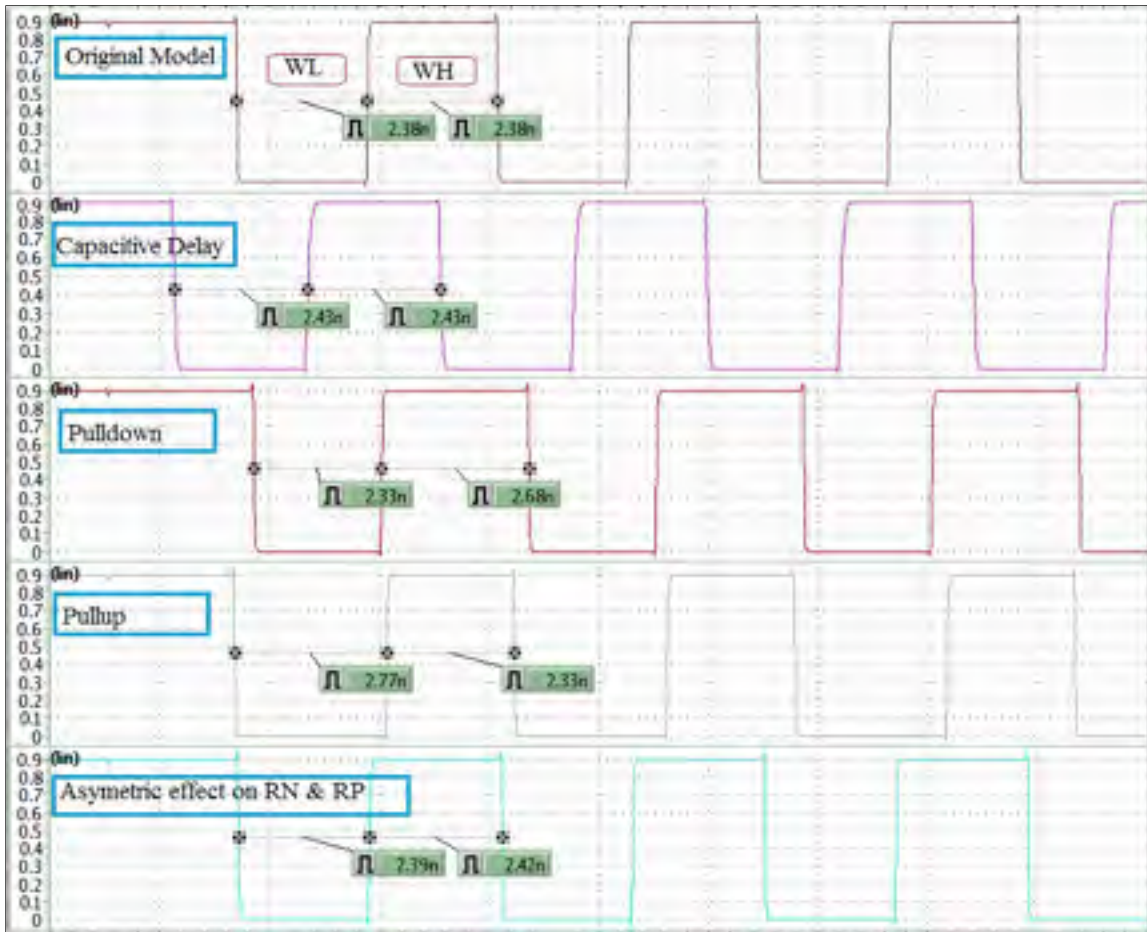 0.9 (lin)
0.8
Original Model
0.7
0.6
WL
WH
0.5
0.4
0.3
2.38n
2.38n
0.2
0.1
0
0.9 (lin)
0.8
0.7
Capacitive Delay
0.6
0.5
0.4
0.3
2.43n
2.43n
0.2
0.1
0
0.9 (lin)
0.8
0.7
Pulldown
0.6
0.5
0.4
0.3
2.33n
2.68n
0.2
0.1
0
0.9 (lin)
0.8
0.7
Pullup
0.6
0.5
0.4
0.3
2.77n
2.33n
0.2
0.1
0
0.9 (lin)
0.8
0.7
Asymetric effect on RN & RP
0.6
0.5
0.4
0.3
2.39n
2.42n
0.2
0.1
0